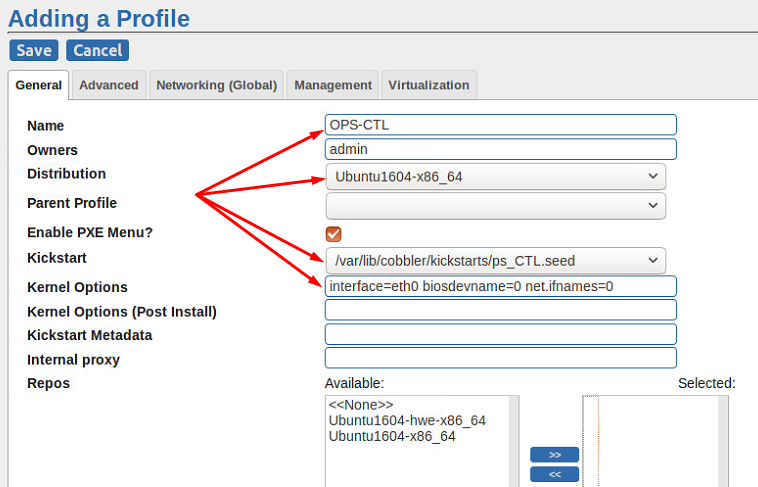 Adding a Profile
Save Cancel
General Advanced Networking (Global) Management Virtualization
Name OPS-CTL
Owners admin
Distribution Ubuntu1604-x86_64
Parent Profile
Enable PXE Menu?
Kickstart /var/lib/cobbler/kickstarts/ps_CTL.seed
Kernel Options interface=eth0 biosdevname=0 net.ifnames=0
Kernel Options (Post Install)
Kickstart Metadata
Internal proxy
Repos Available: Selected:
<<None>>
Ubuntu1604-hwe-x86_64
Ubuntu1604-x86_64
>>
<<